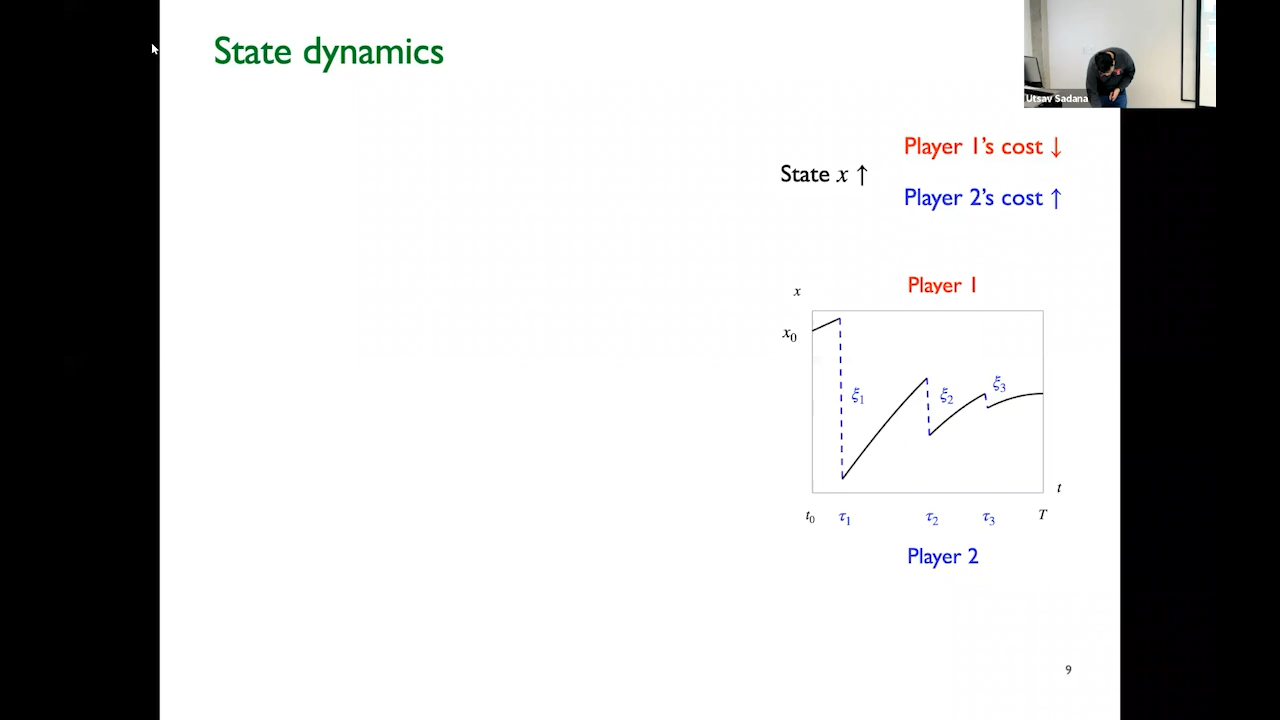 State dynamics
Utsav Sadana
Player 1's cost ↓
State x ↑
Player 2's cost ↑
Player 1
x
x₀
ξ₁
ξ₂
ξ₃
t
t₀
τ₁
τ₂
τ₃
T
Player 2
9